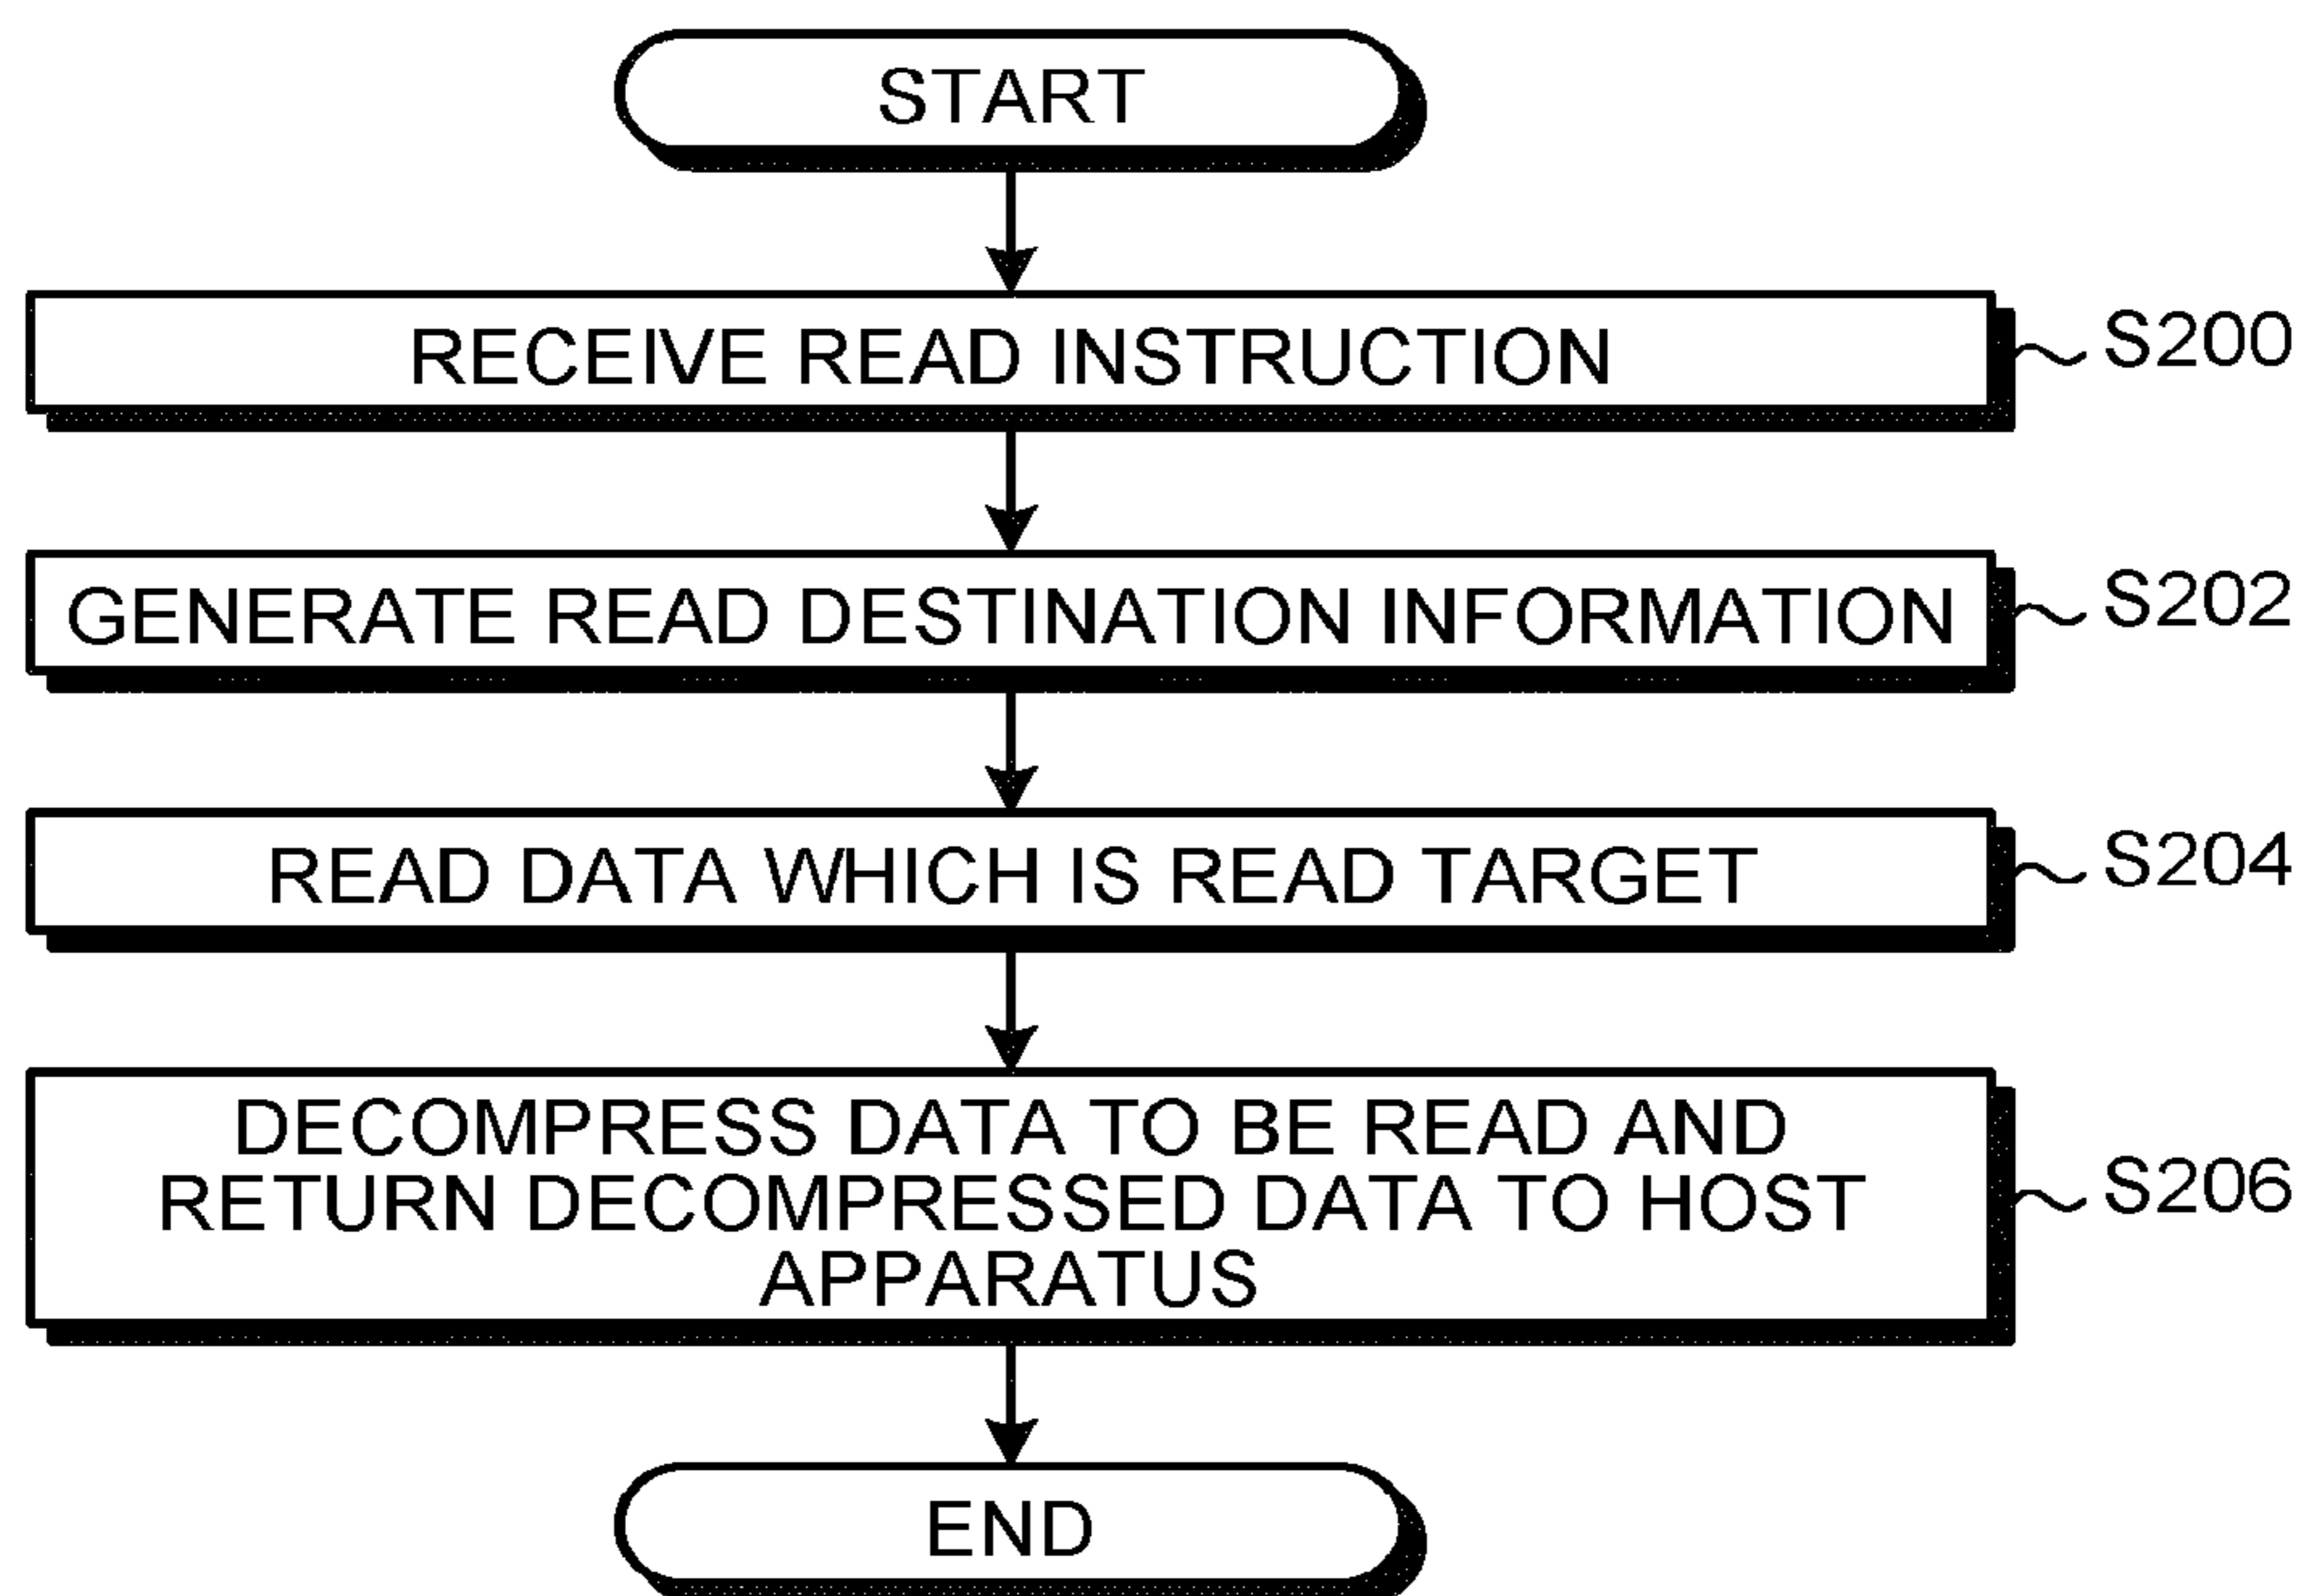 START
RECEIVE READ INSTRUCTION
S200
GENERATE READ DESTINATION INFORMATION
S202
READ DATA WHICH IS READ TARGET
S204
DECOMPRESS DATA TO BE READ AND
RETURN DECOMPRESSED DATA TO HOST
APPARATUS
S206
END